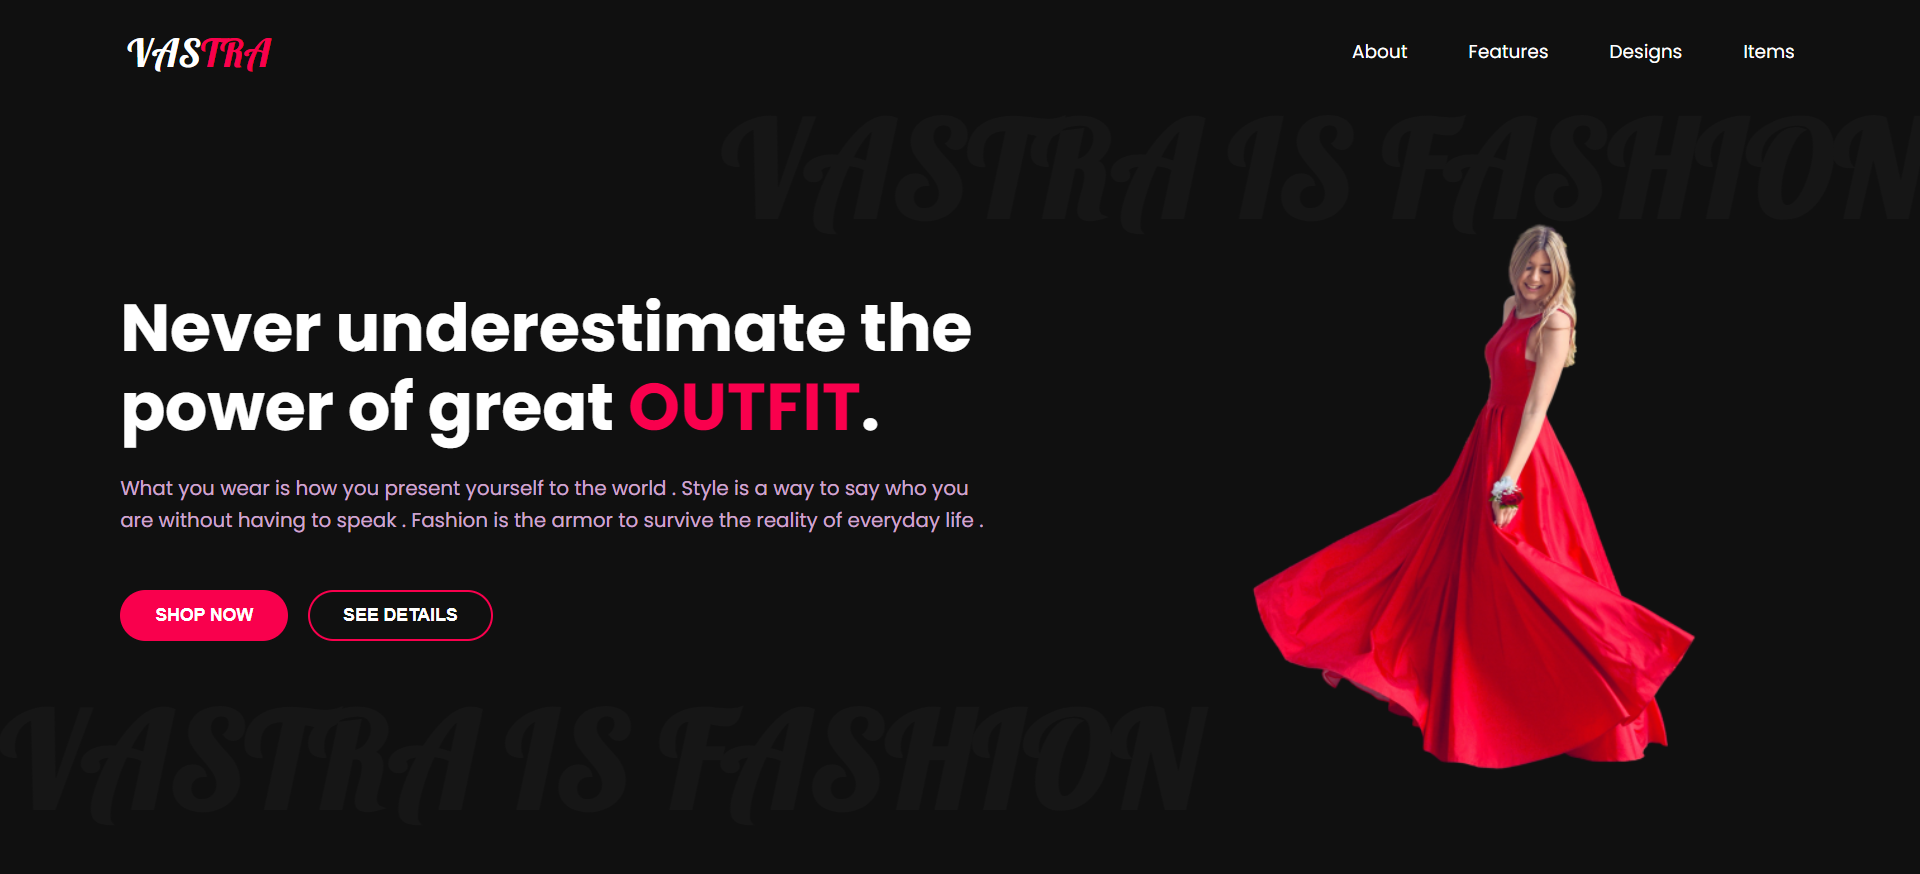 VASTRA
About Features Designs Items
VASTRA IS FASHION
Never underestimate the
power of great OUTFIT.
What you wear is how you present yourself to the world . Style is a way to say who you
are without having to speak . Fashion is the armor to survive the reality of everyday life .
SHOP NOW SEE DETAILS
VASTRA IS FASHION